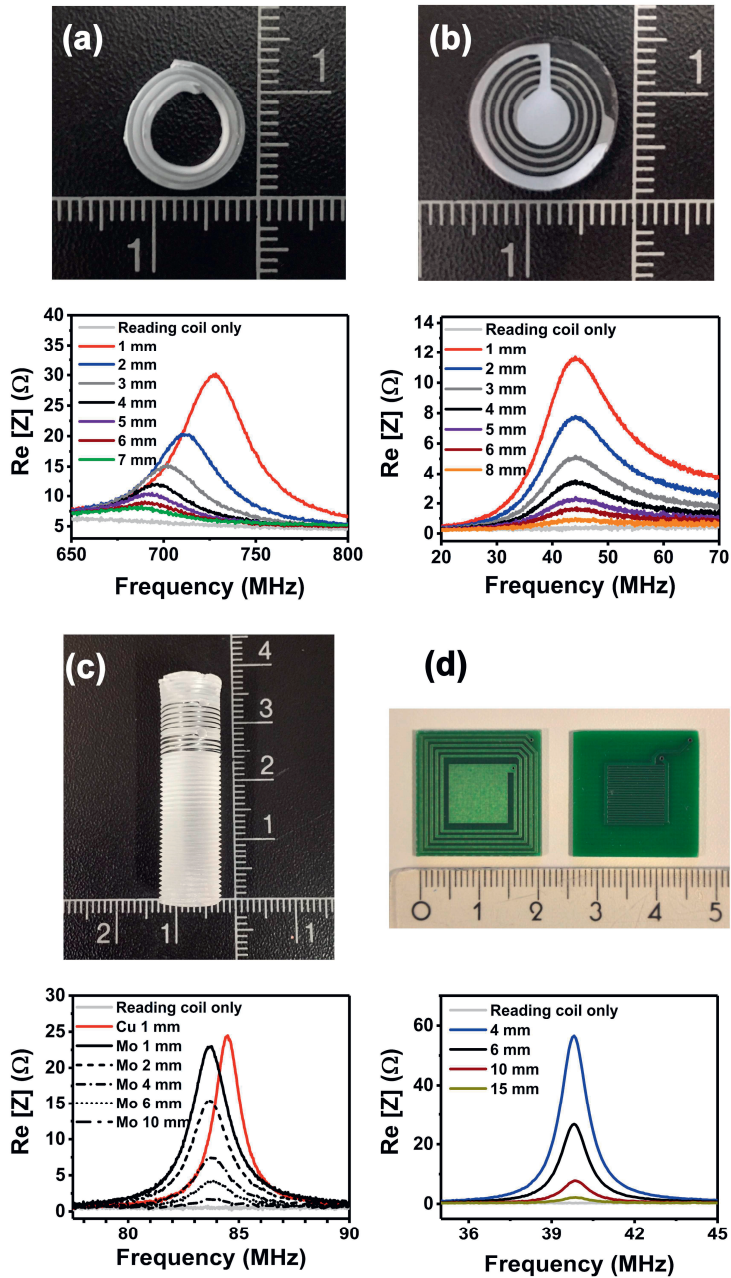 (a)
1
1
(b)
1
1
Re [Z] (Ω)
40
35
30
25
20
15
10
5
Reading coil only
1 mm
2 mm
3 mm
4 mm
5 mm
6 mm
7 mm
650
700
750
800
Frequency (MHz)
Re [Z] (Ω)
14
12
10
8
6
4
2
0
Reading coil only
1 mm
2 mm
3 mm
4 mm
5 mm
6 mm
8 mm
20
30
40
50
60
70
Frequency (MHz)
(c)
4
3
2
1
2
1
1
(d)
0 1 2 3 4 5
Re [Z] (Ω)
30
25
20
15
10
5
0
Reading coil only
Cu 1 mm
Mo 1 mm
Mo 2 mm
Mo 4 mm
Mo 6 mm
Mo 10 mm
80
85
90
Frequency (MHz)
Re [Z] (Ω)
60
40
20
0
Reading coil only
4 mm
6 mm
10 mm
15 mm
36
39
42
45
Frequency (MHz)